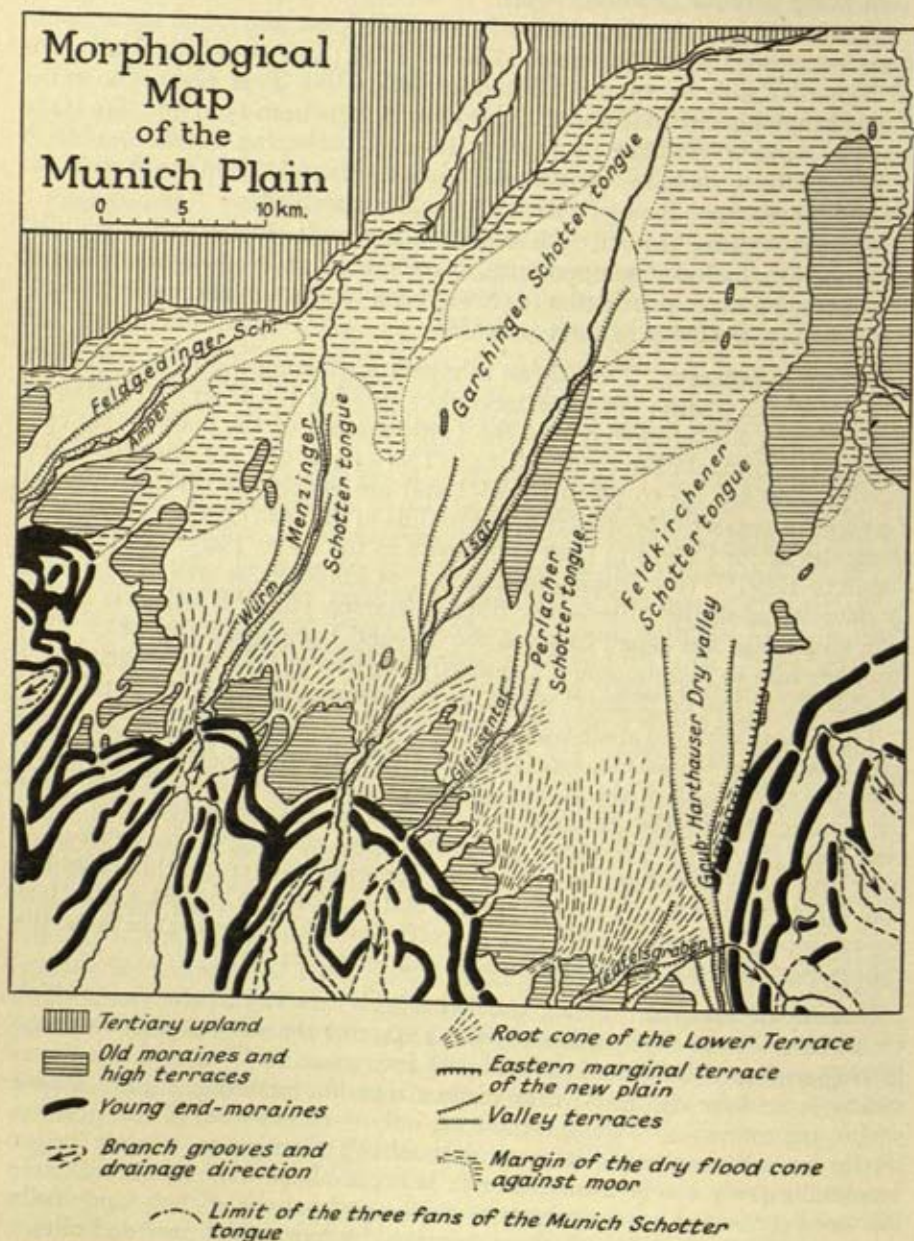 Morphological
Map
of the
Munich Plain
0 5 10 km.
Feldgedinger Sch.
Amper
Menzinger
Schotter tongue
Würm
Garchinger Schotter tongue
Isar
Perlacher
Schotter tongue
Gleissental
Feldkirchener
Schotter tongue
Grub-Harthauser Dry valley
Teufelsgraben
Tertiary upland
Old moraines and
high terraces
Young end-moraines
Branch grooves and
drainage direction
Root cone of the Lower Terrace
Eastern marginal terrace
of the new plain
Valley terraces
Margin of the dry flood cone
against moor
Limit of the three fans of the Munich Schotter
tongue